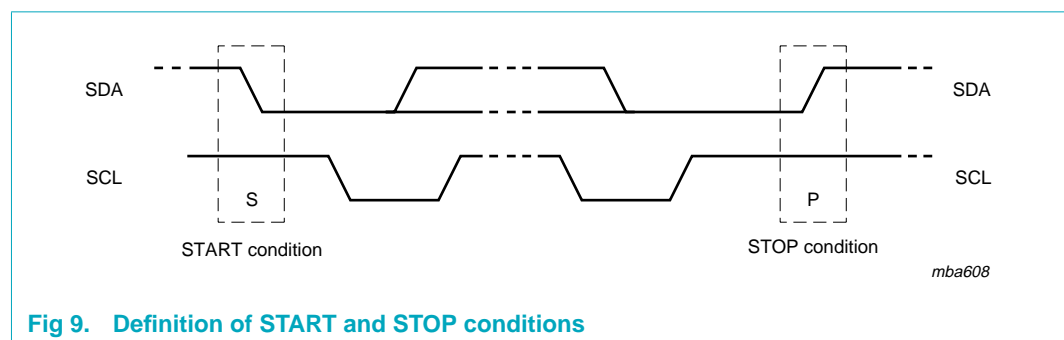 SDA
SDA
SCL
SCL
S
P
START condition
STOP condition
mba608
Fig 9. Definition of START and STOP conditions